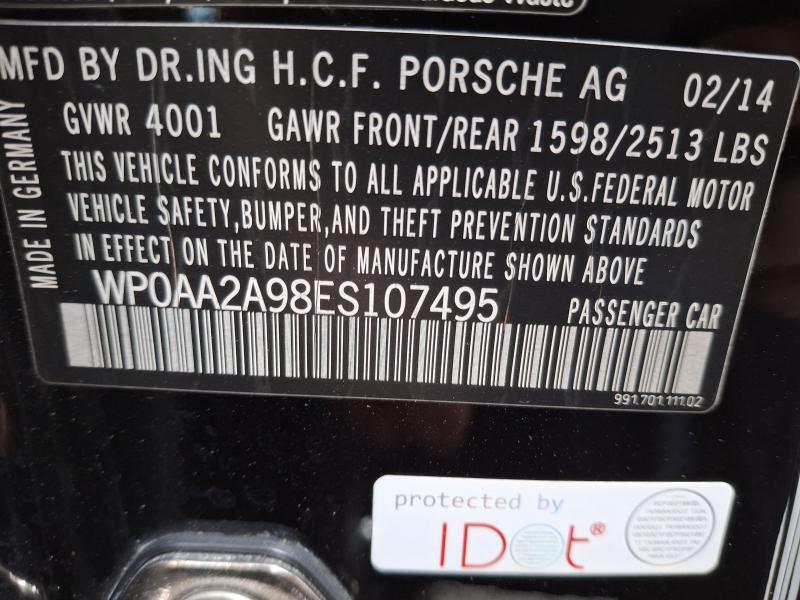 MFD BY DR.ING H.C.F. PORSCHE AG 02/14
GVWR 4001 GAWR FRONT/REAR 1598/2513 LBS
THIS VEHICLE CONFORMS TO ALL APPLICABLE U.S.FEDERAL MOTOR
VEHICLE SAFETY,BUMPER,AND THEFT PREVENTION STANDARDS
IN EFFECT ON THE DATE OF MANUFACTURE SHOWN ABOVE
WP0AA2A98ES107495 PASSENGER CAR
991.701.111.02
MADE IN GERMANY
protected by
IDOt®